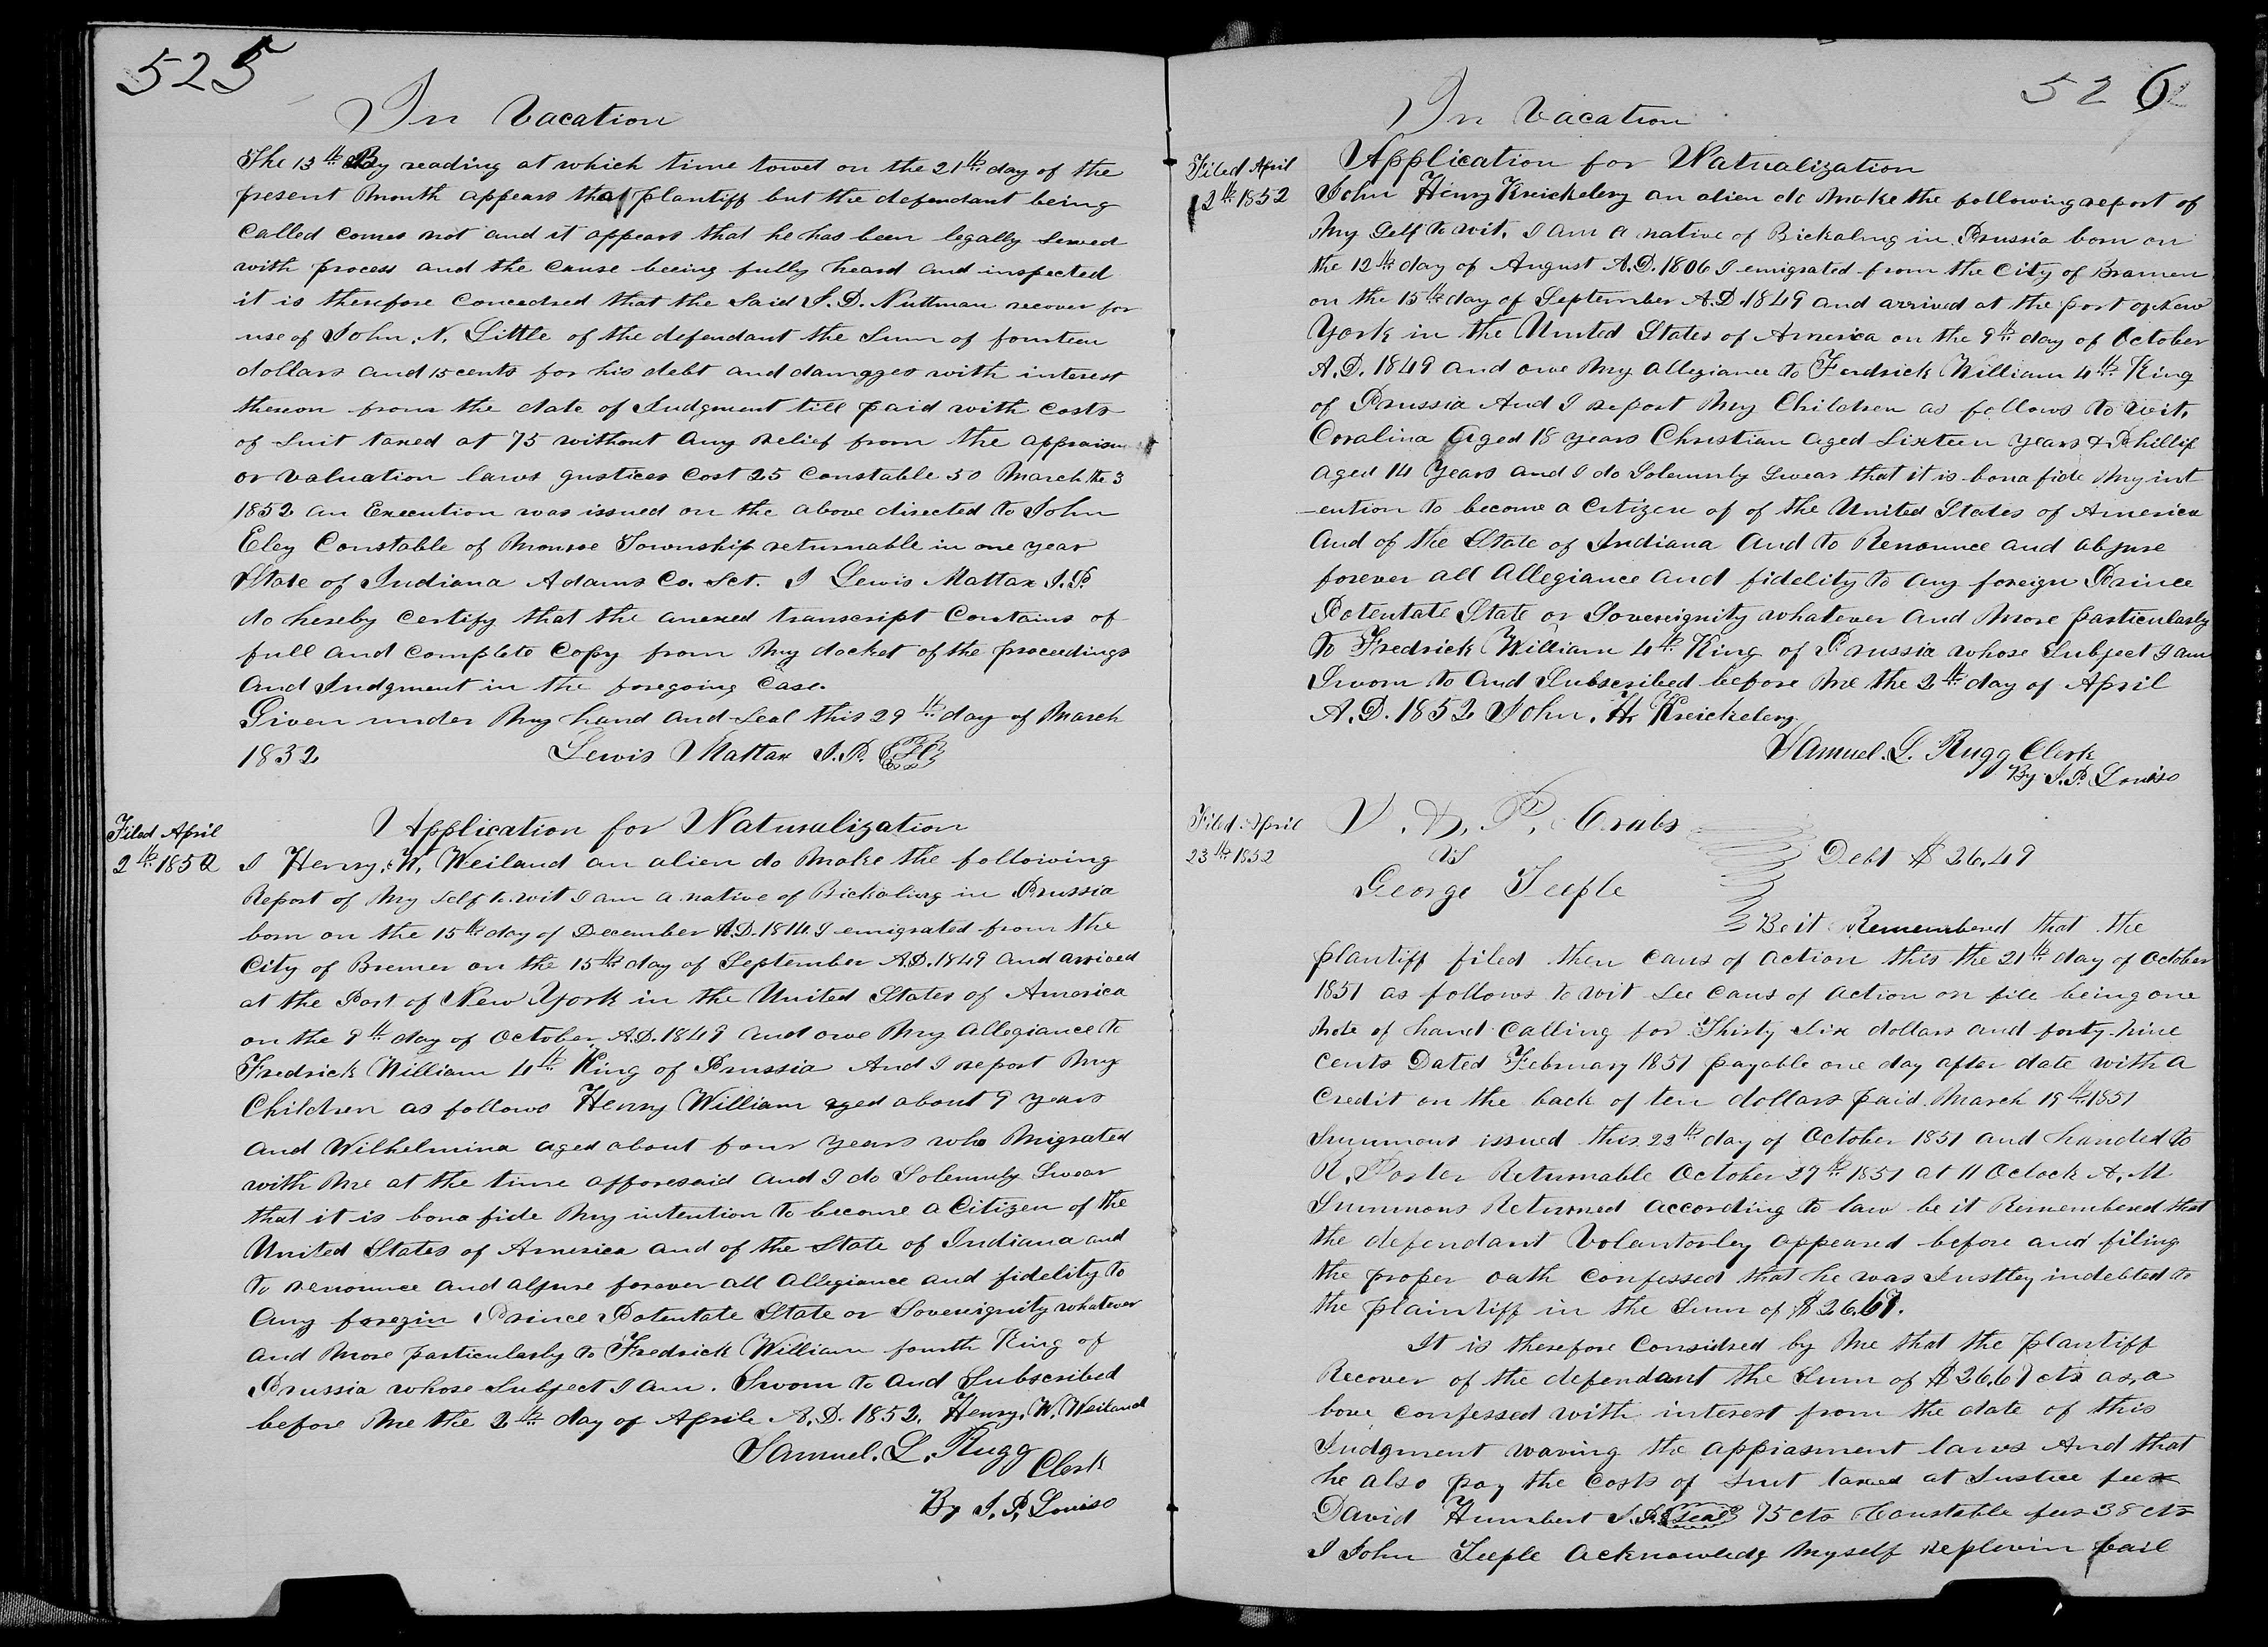 525
In Vacation
The 13th By reading at which time towit on the 21th day of the
present Month appears that plantiff but the defendant being
Called Comes not and it appears that he has been legally Served
with process and the Cause beeing fully heard and inspected
it is therefore Concedred that the Said J. D. Nuttman recover for
use of John. N. Little of the defendant the Sum of fourteen
dollars and 15 cents for his debt and damages with interest
thereon from the date of Judgment till paid with Costs
of Suit taxed at 75 without Any Relief from the appraism
or valuation laws Justices Cost 25 Constable 50 March the 3
1852 an Execution was issued on the above directed to John
Eley Constable of Monroe Township returnable in one year
State of Indiana Adams Co. Sct. I Lewis Mattax J.P.
do hereby Certify that the anexed transcript Contains of
full and Complete Copy from My docket of the proceedings
And Judgment in the foregoing Case.
Given under My hand and Seal this 29th day of March
1832 Lewis Mattax J.P.
Application for Naturalization
Filed April
2th 1852
I Henry. W. Weiland an alien do Make the following
Report of My Self to wit I am a native of Bickaling in Prussia
born on the 15th day of December A.D. 1814. I emigrated from the
City of Bremer on the 15th day of September A.D. 1849 and arrived
at the Port of New York in the United States of America
on the 9th day of October A.D. 1849 and owe My Allegiance to
Fredrick William 4th King of Prussia And I report My
Children as follows Henry William aged about 9 years
and Wilhelmina aged about four years who Migrated
with Me at the time afforesaid and I do Solemnly Swear
that it is bona fide My intention to become a Citizen of the
United States of America and of the State of Indiana and
to renounce and abjure forever all Allegiance and fidelity to
Any foregin Prince Potentate State or Sovereignity whatever
and More particularly to Fredrick William fourth King of
Prussia whose Subject I am. Sworn to and Subscribed
before Me the 2th day of Aprile A.D. 1852. Henry. W. Weiland
Samuel. L. Rugg
Clerk
By J. P. Louiso
526
In Vacation
Application for Natualization
Filed April
2th 1852
John Henry Kreickeberg an alien do Make the following report of
My Self to wit. I am a native of Bickaling in Prussia born on
the 12th day of August A.D. 1806 I emigrated from the City of Bramen
on the 15th day of September A.D. 1849 and arrived at the port of New
York in the United States of America on the 9th day of October
A.D. 1849 and owe My Allegiance to Ferdrick William 4th King
of Prussia And I report My Children as follows to wit.
Coralina Aged 18 years Christian Aged Sixteen Years & Phillip
aged 14 Years and I do Solemnly Swear that it is bona fide My int
-ention to become a Citizen of of the United States of America
and of the State of Indiana And to Renounce and abjure
forever all Allegiance and fidelity to Any foreign Prince
Potentate State or Sovereignity whatever And More particularly
to Fredrick William 4th King of Prussia whose Subject I am
Sworn to and Subscribed before Me the 2th day of April
A.D. 1852 John. H. Kreickeberg.
Samuel. L. Rugg Clerk
By J. P. Louiso
Filed April
23th 1852
V. & P. Crabs
vs
Debt $ 26.49
George Teeple
Be it Remembered that the
plantiff filed then Caus of action this the 21th day of October
1851 as follows to wit See Caus of action on file being one
Note of hand Calling for Thirty Six dollars and forty nine
Cents Dated February 1851 payable one day after date with a
Credit on the back of ten dollars paid March 19th 1851
Summons issued this 22th day of October 1851 and handed to
R. Porter Returnable October 29th 1851 at 11 Oclock A. M
Summons Returned according to law be it Remembered that
the defendant Volantorley appeared before and filing
the proper oath Confessed that he was Justley indebted to
the plaintiff in the Sum of $ 26.67.
It is therefore Considred by Me that the plantiff
Recover of the defendant the Sum of $ 26.67 cts as, a
bove Confessed with interest from the date of this
Judgment waving the appiasment laws And that
he also pay the Costs of Suit taxed at Justice fees
David Humbert J.P. Seal 75 cts Constable fees 38 cts
I John Teeple Acknowledg Myself Replevin bail